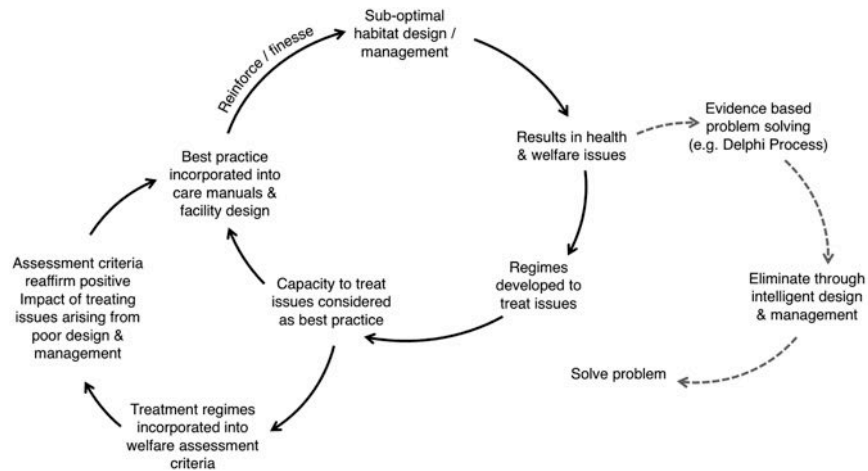 Sub-optimal
habitat design /
management
Reinforce / finesse
Results in health
& welfare issues
Evidence based
problem solving
(e.g. Delphi Process)
Best practice
incorporated into
care manuals &
facility design
Regimes
developed to
treat issues
Eliminate through
intelligent design
& management
Capacity to treat
issues considered
as best practice
Assessment criteria
reaffirm positive
Impact of treating
issues arising from
poor design &
management
Solve problem
Treatment regimes
incorporated into
welfare assessment
criteria